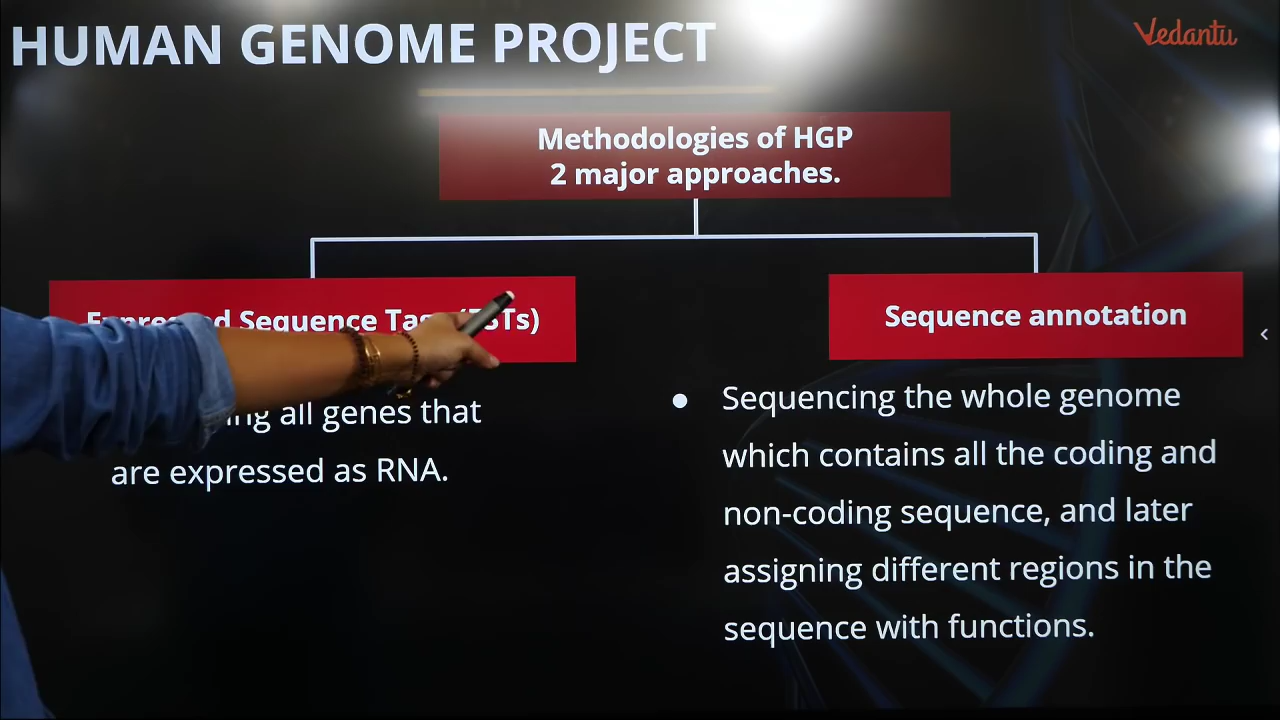 HUMAN GENOME PROJECT
Vedantu
Methodologies of HGP
2 major approaches.
Sequence
Sequence annotation
all genes that
are expressed as RNA.
● Sequencing the whole genome
which contains all the coding and
non-coding sequence, and later
assigning different regions in the
sequence with functions.